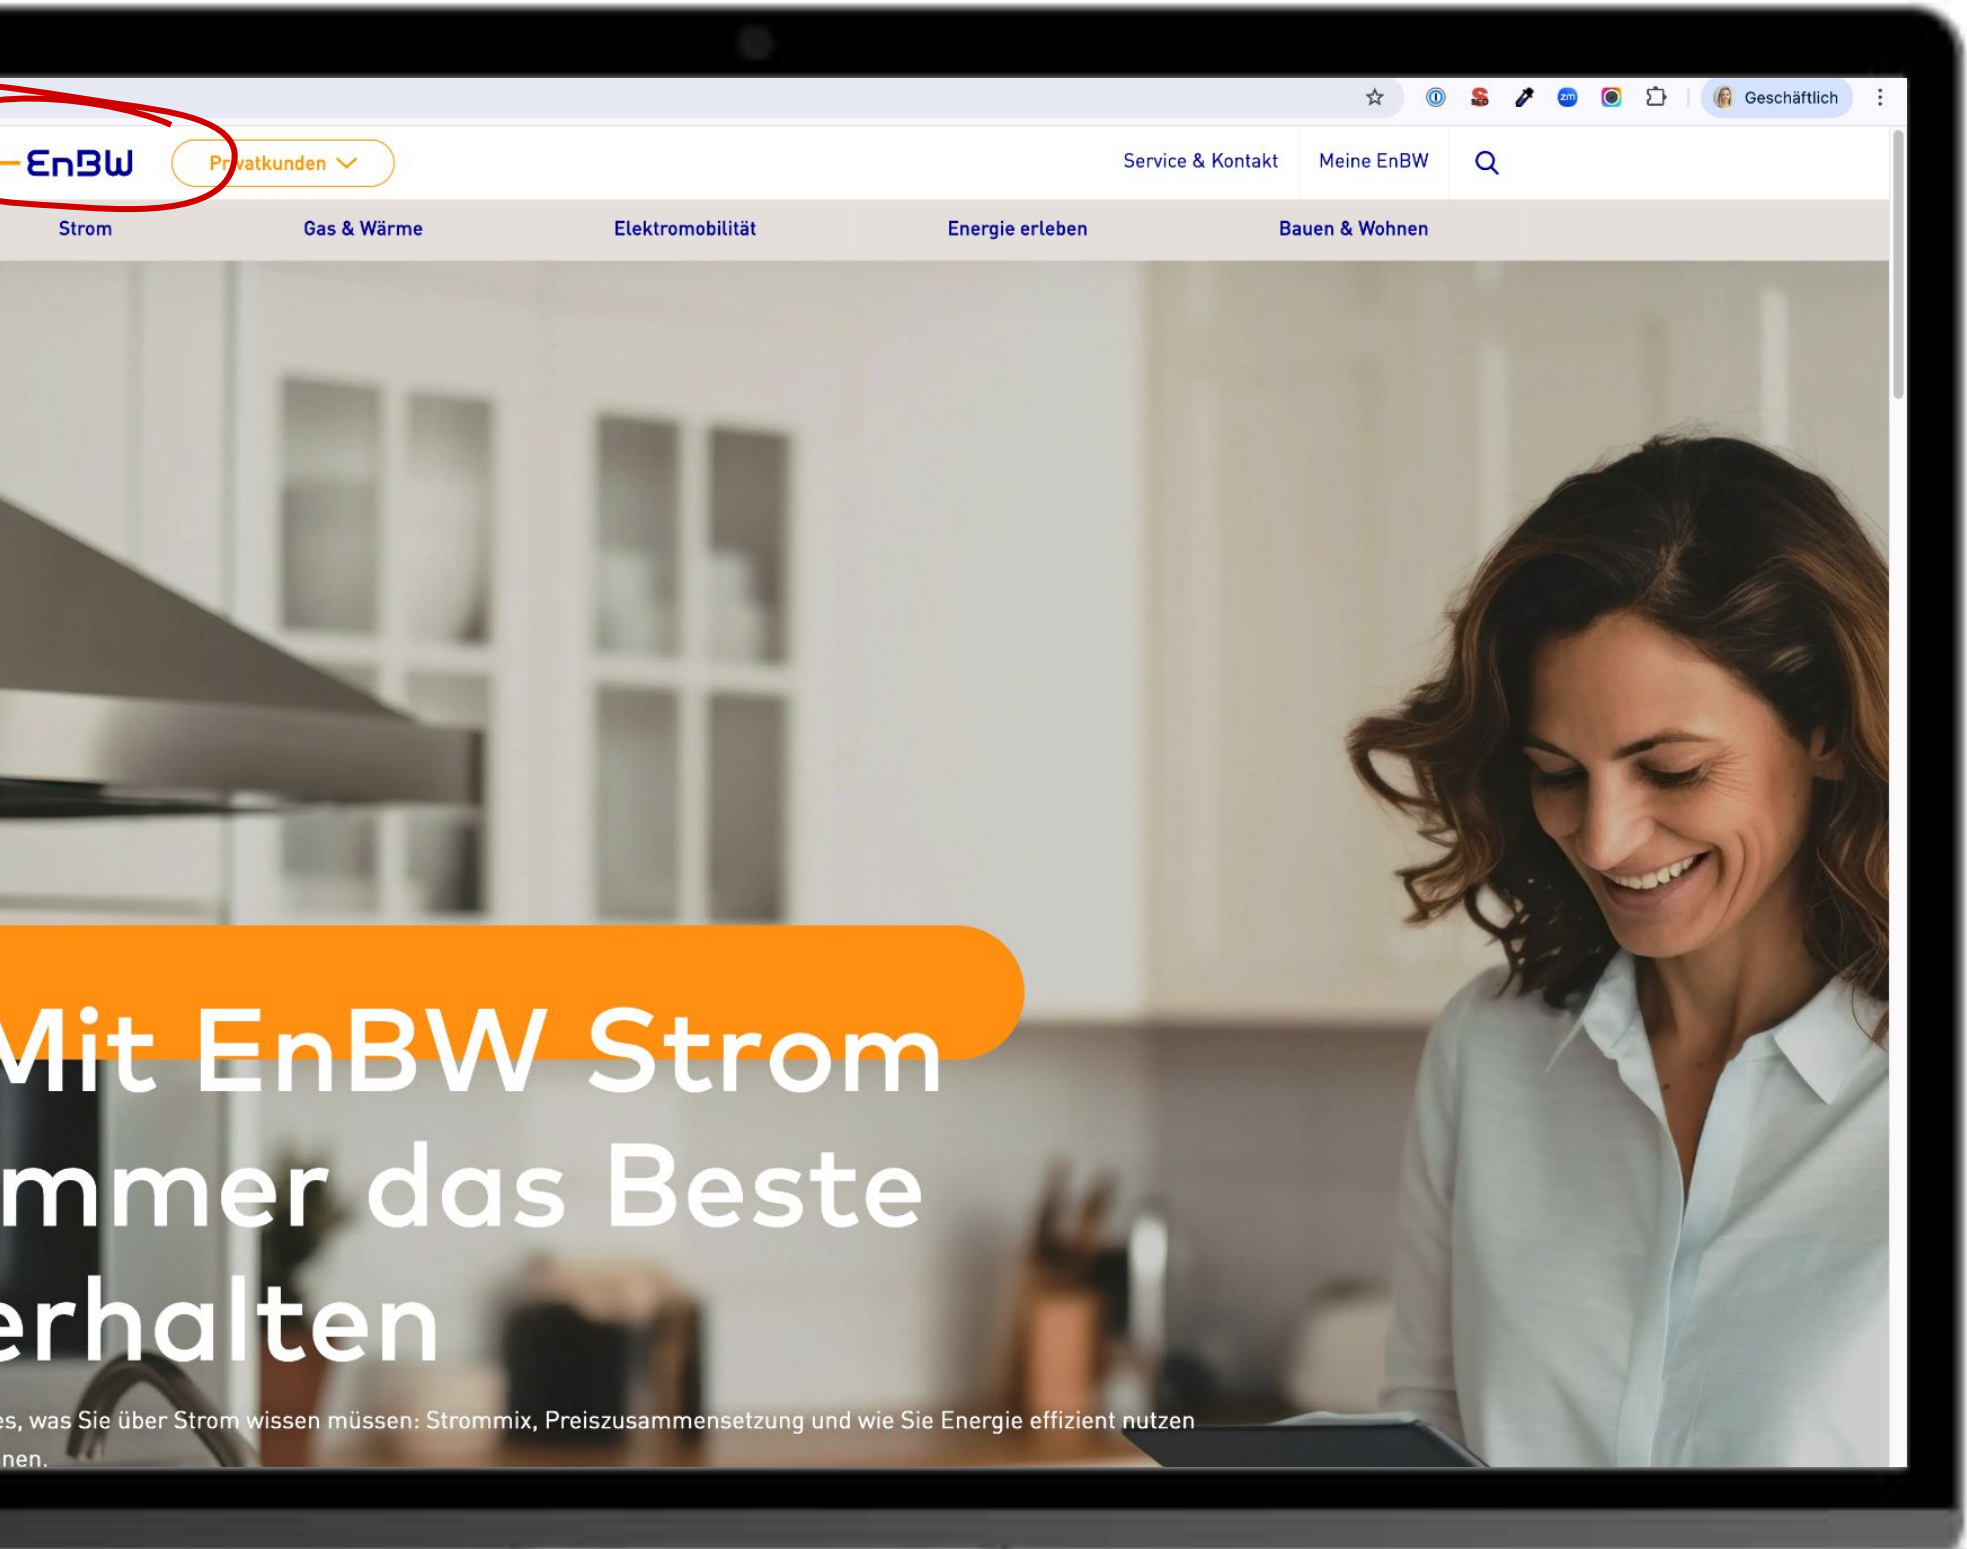 Geschäftlich
EnBW
Privatkunden
Service & Kontakt
Meine EnBW
Strom
Gas & Wärme
Elektromobilität
Energie erleben
Bauen & Wohnen
Mit EnBW Strom
mmer das Beste
erhalten
es, was Sie über Strom wissen müssen: Strommix, Preiszusammensetzung und wie Sie Energie effizient nutzen
nen.
SEO
zm